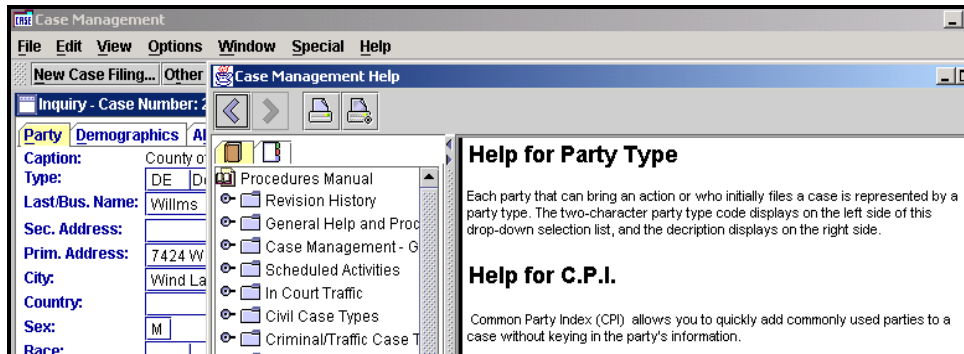 Case Management
File Edit View Options Window Special Help
New Case Filing... Other
Case Management Help
Inquiry - Case Number: 2
Party Demographics Al
Caption: County o
Type: DE
Last/Bus. Name: Willms
Sec. Address:
Prim. Address: 7424 W
City: Wind La
Country:
Sex: M
Race:
Procedures Manual
Revision History
General Help and Proc
Case Management - G
Scheduled Activities
In Court Traffic
Civil Case Types
Criminal/Traffic Case T
Help for Party Type
Each party that can bring an action or who initially files a case is represented by a
party type. The two-character party type code displays on the left side of this
drop-down selection list, and the decription displays on the right side.
Help for C.P.I.
Common Party Index (CPI) allows you to quickly add commonly used parties to a
case without keying in the party's information.